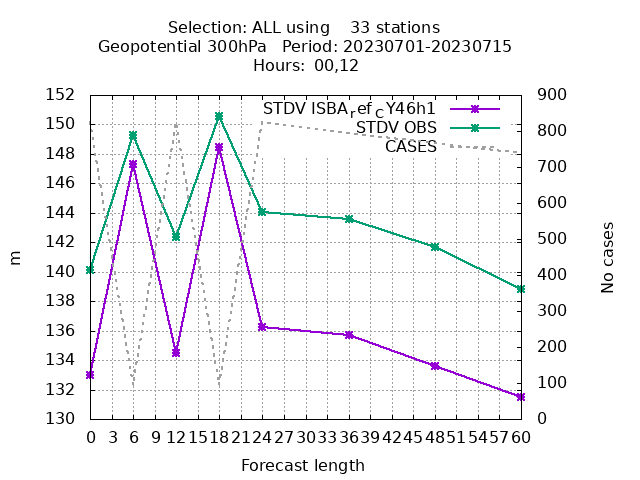 Selection: ALL using 33 stations
Geopotential 300hPa Period: 20230701-20230715
Hours: 00,12
STDV ISBA_ref_CY46h1
STDV OBS
CASES
152
150
148
146
144
142
140
138
136
134
132
130
m
900
800
700
600
500
400
300
200
100
0
No cases
0 3 6 9 12 15 18 21 24 27 30 33 36 39 42 45 48 51 54 57 60
Forecast length